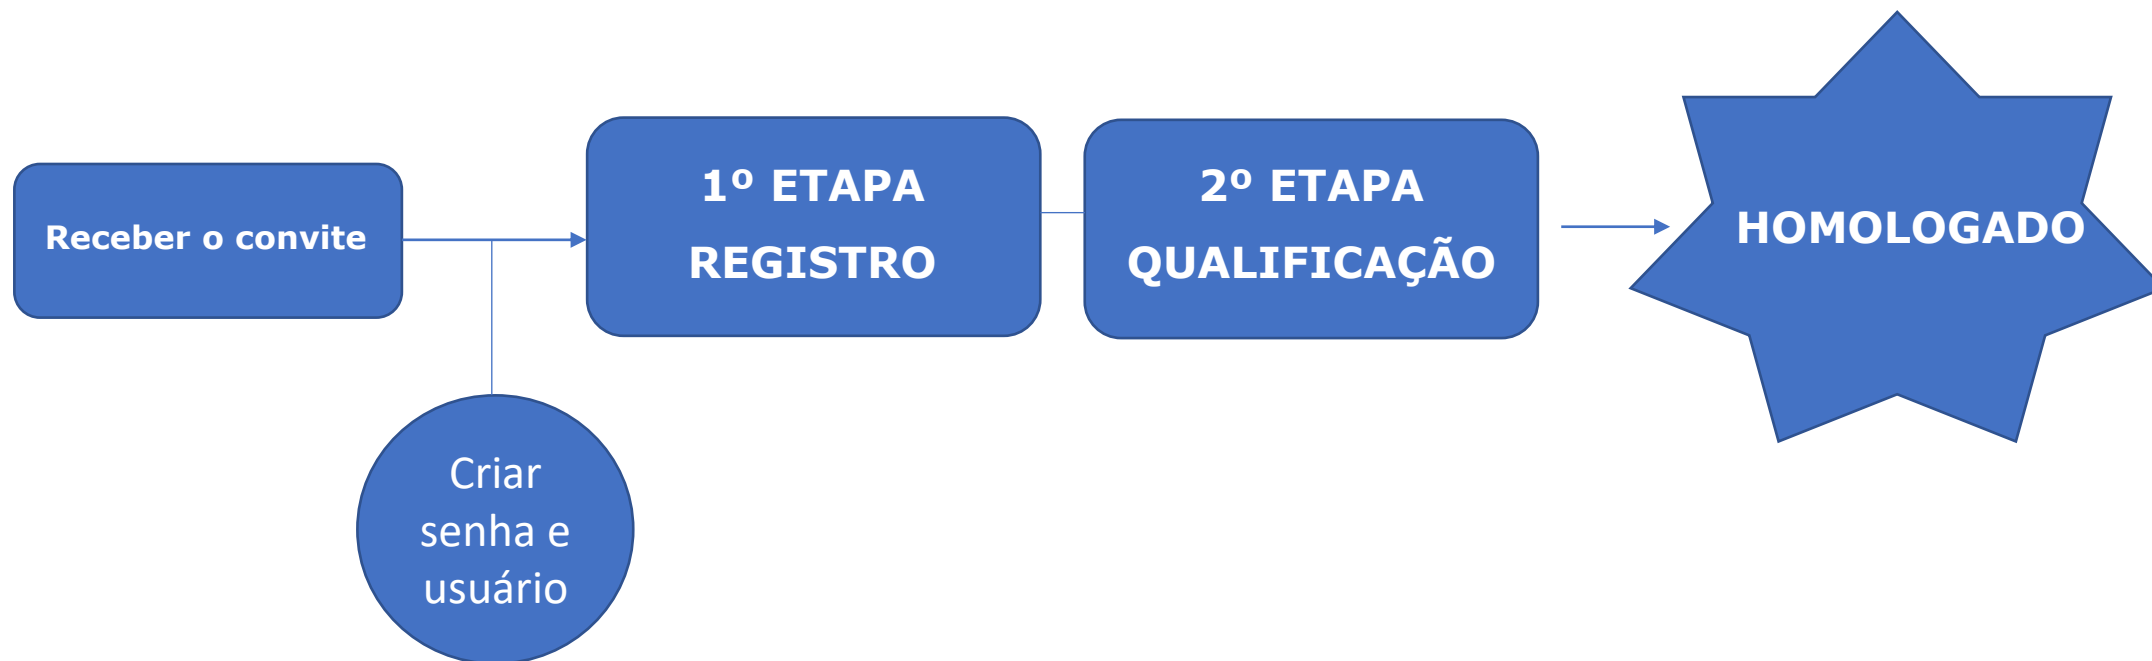 Receber o convite
1º ETAPA
REGISTRO
2º ETAPA
QUALIFICAÇÃO
HOMOLOGADO
Criar
senha e
usuário